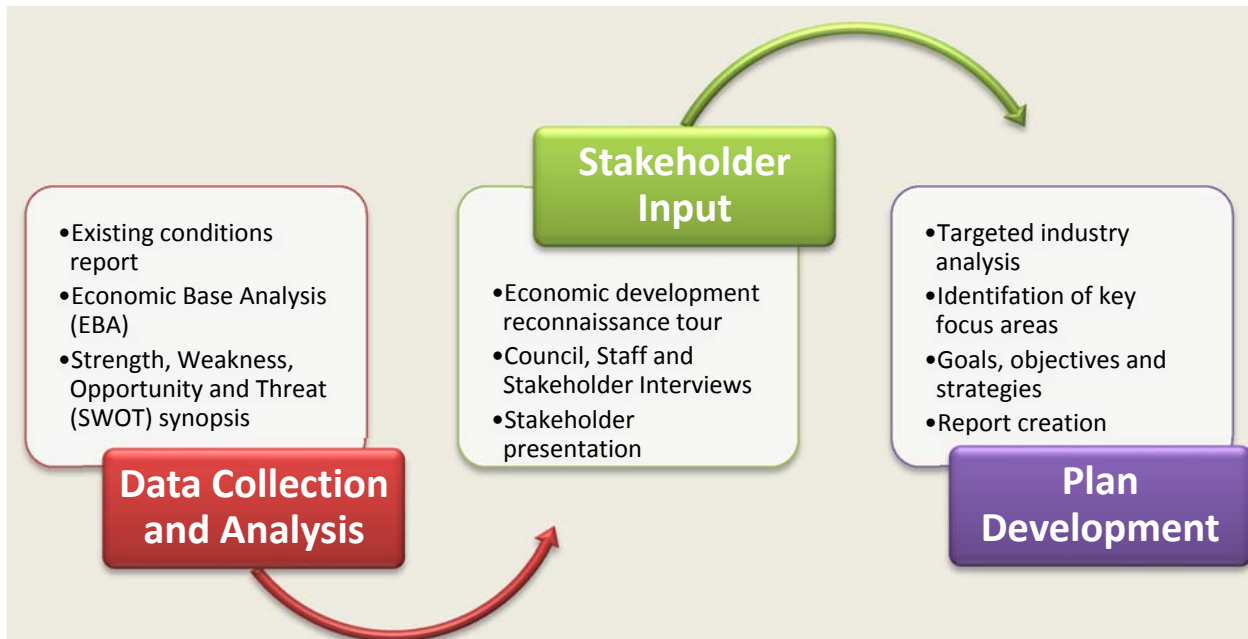 •Existing conditions
report
•Economic Base Analysis
(EBA)
•Strength, Weakness,
Opportunity and Threat
(SWOT) synopsis
Data Collection
and Analysis
Stakeholder
Input
•Economic development
reconnaissance tour
•Council, Staff and
Stakeholder Interviews
•Stakeholder
presentation
•Targeted industry
analysis
•Identifation of key
focus areas
•Goals, objectives and
strategies
•Report creation
Plan
Development